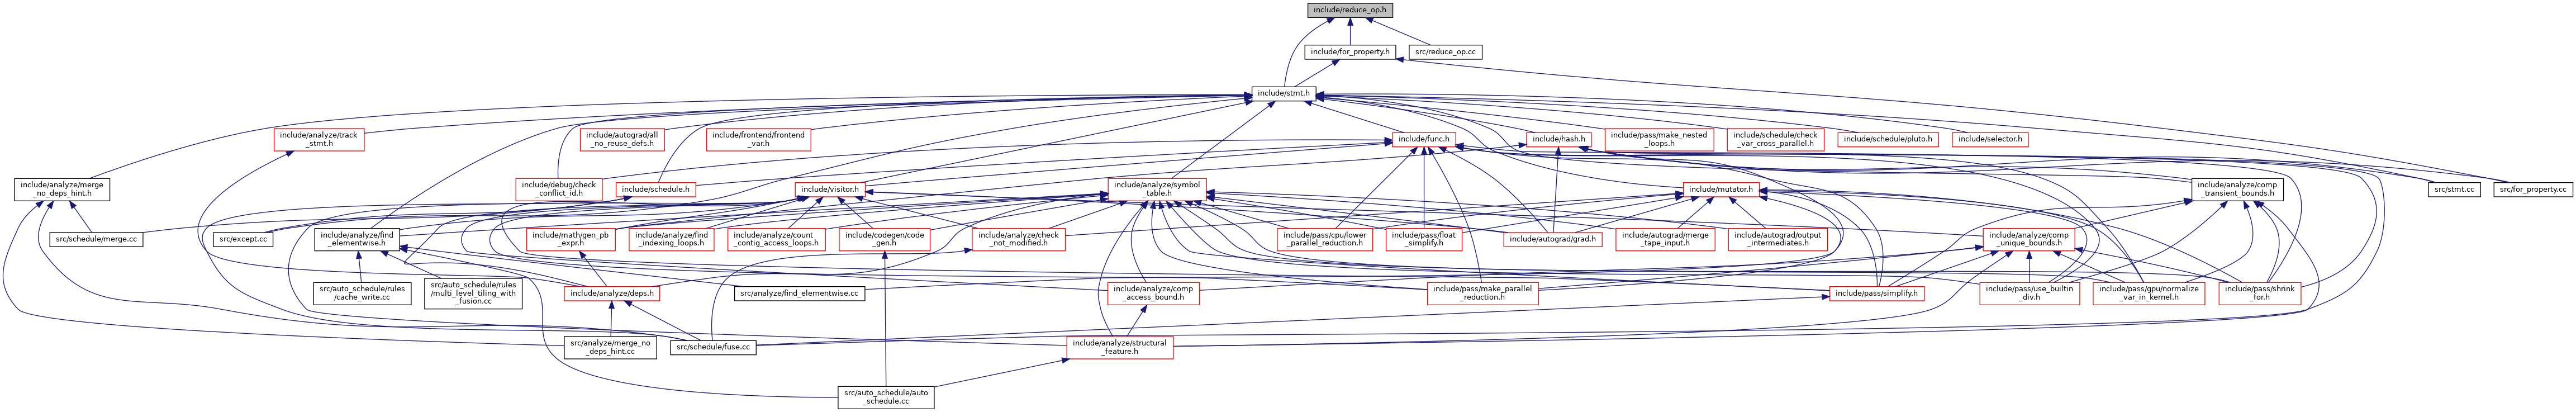 include/reduce_op.h
include/for_property.h
src/reduce_op.cc
include/stmt.h
include/analyze/track
_stmt.h
include/autograd/all
_no_reuse_defs.h
include/frontend/frontend
_var.h
include/func.h
include/hash.h
include/pass/make_nested
_loops.h
include/schedule/check
_var_cross_parallel.h
include/schedule/pluto.h
include/selector.h
include/analyze/merge
_no_deps_hint.h
include/debug/check
_conflict_id.h
include/schedule.h
include/visitor.h
include/analyze/symbol
_table.h
include/mutator.h
include/analyze/comp
_transient_bounds.h
src/stmt.cc
src/for_property.cc
src/schedule/merge.cc
src/except.cc
include/analyze/find
_elementwise.h
include/math/gen_pb
_expr.h
include/analyze/find
_indexing_loops.h
include/analyze/count
_contig_access_loops.h
include/codegen/code
_gen.h
include/analyze/check
_not_modified.h
include/pass/cpu/lower
_parallel_reduction.h
include/pass/float
_simplify.h
include/autograd/grad.h
include/autograd/merge
_tape_input.h
include/autograd/output
_intermediates.h
include/analyze/comp
_unique_bounds.h
src/auto_schedule/rules
/cache_write.cc
src/auto_schedule/rules
/multi_level_tiling_with
_fusion.cc
include/analyze/deps.h
src/analyze/find_elementwise.cc
include/analyze/comp
_access_bound.h
include/pass/make_parallel
_reduction.h
include/pass/simplify.h
include/pass/use_builtin
_div.h
include/pass/gpu/normalize
_var_in_kernel.h
include/pass/shrink
_for.h
src/analyze/merge_no
_deps_hint.cc
src/schedule/fuse.cc
include/analyze/structural
_feature.h
src/auto_schedule/auto
_schedule.cc